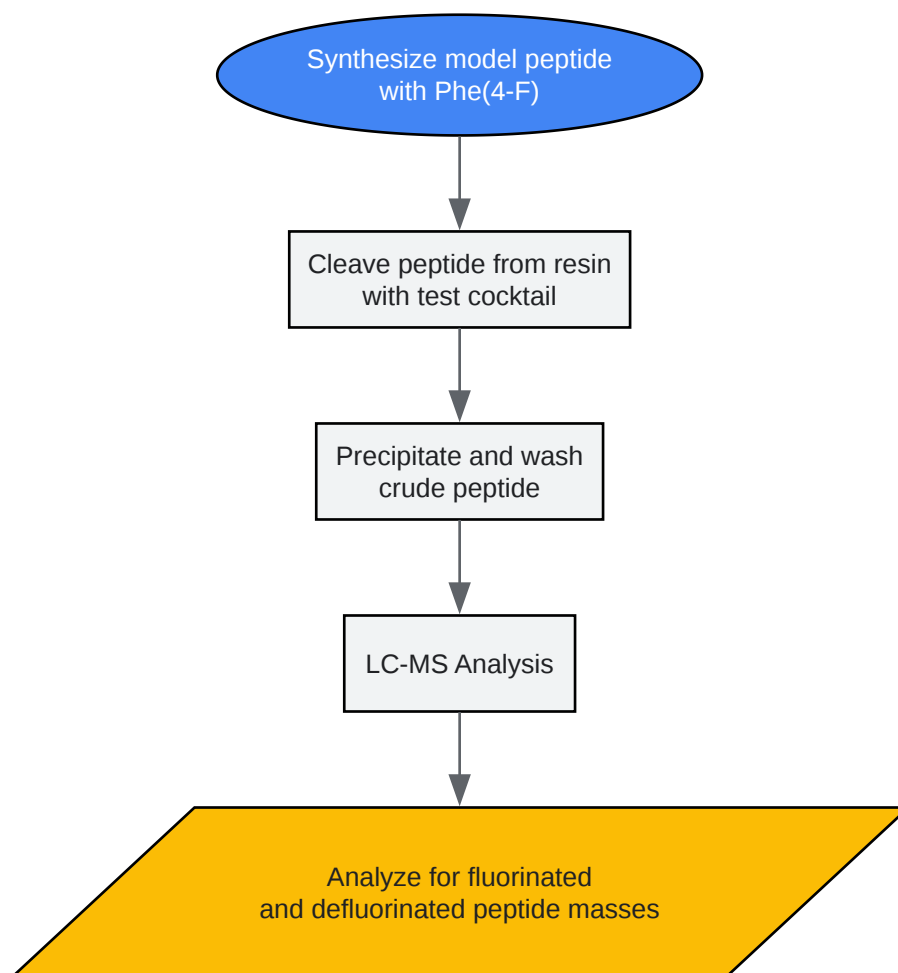 Synthesize model peptide
with Phe(4-F)
Cleave peptide from resin
with test cocktail
Precipitate and wash
crude peptide
LC-MS Analysis
Analyze for fluorinated
and defluorinated peptide masses